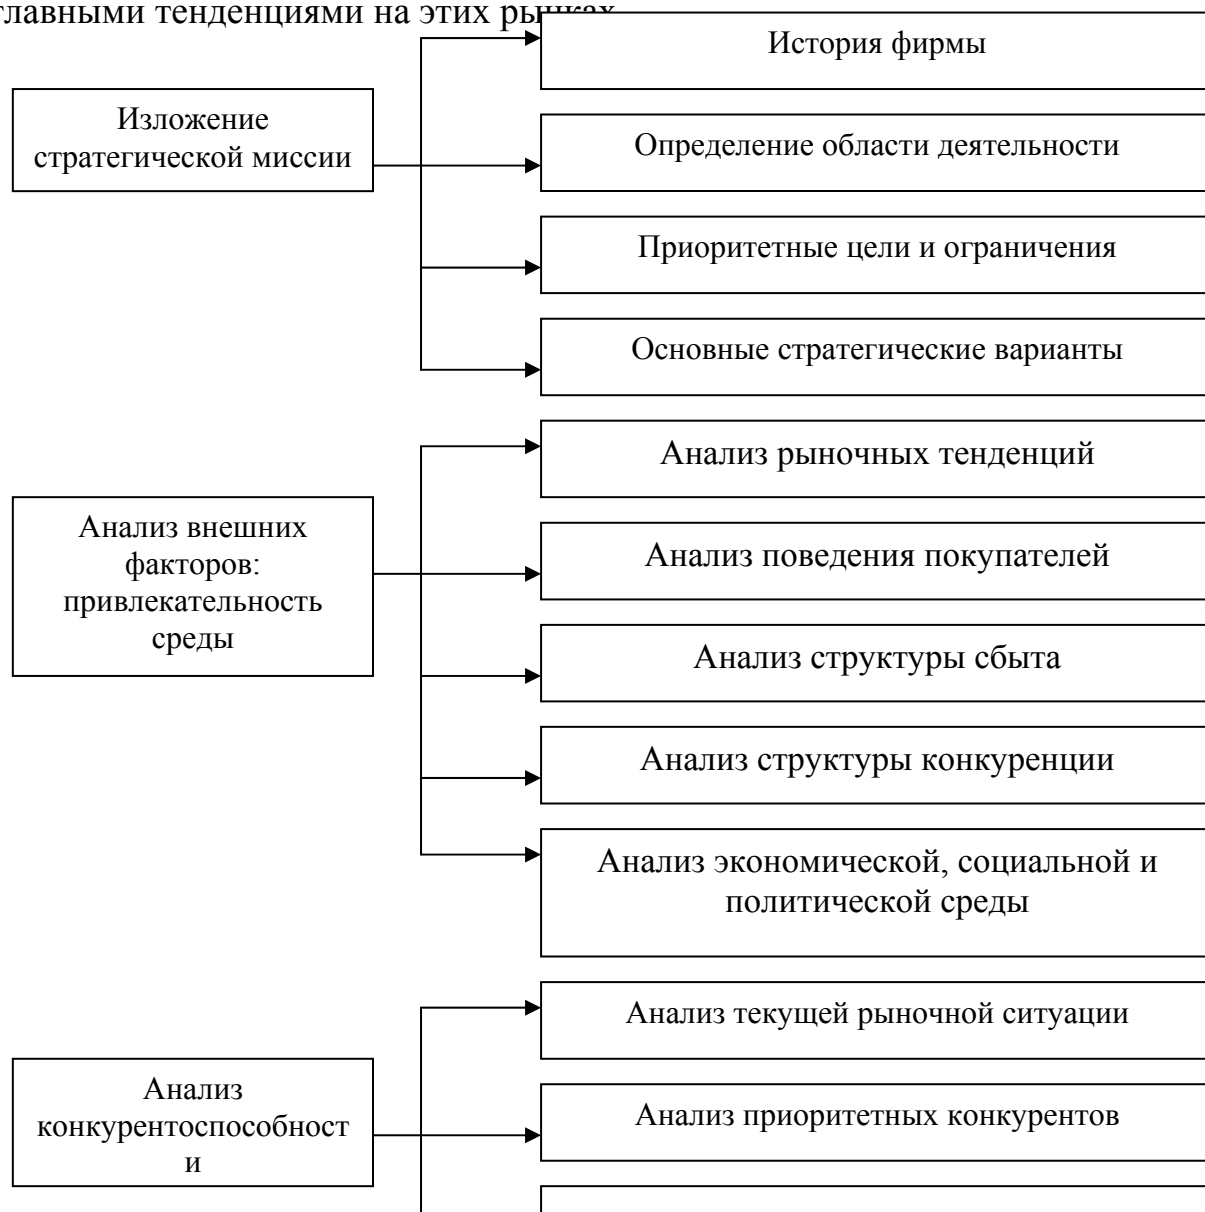 главными тенденциями на этих рынках
История фирмы
Изложение
стратегической миссии
Определение области деятельности
Приоритетные цели и ограничения
Основные стратегические варианты
Анализ рыночных тенденций
Анализ внешних
факторов:
привлекательность
среды
Анализ поведения покупателей
Анализ структуры сбыта
Анализ структуры конкуренции
Анализ экономической, социальной и
политической среды
Анализ текущей рыночной ситуации
Анализ
конкурентоспособност
и
Анализ приоритетных конкурентов